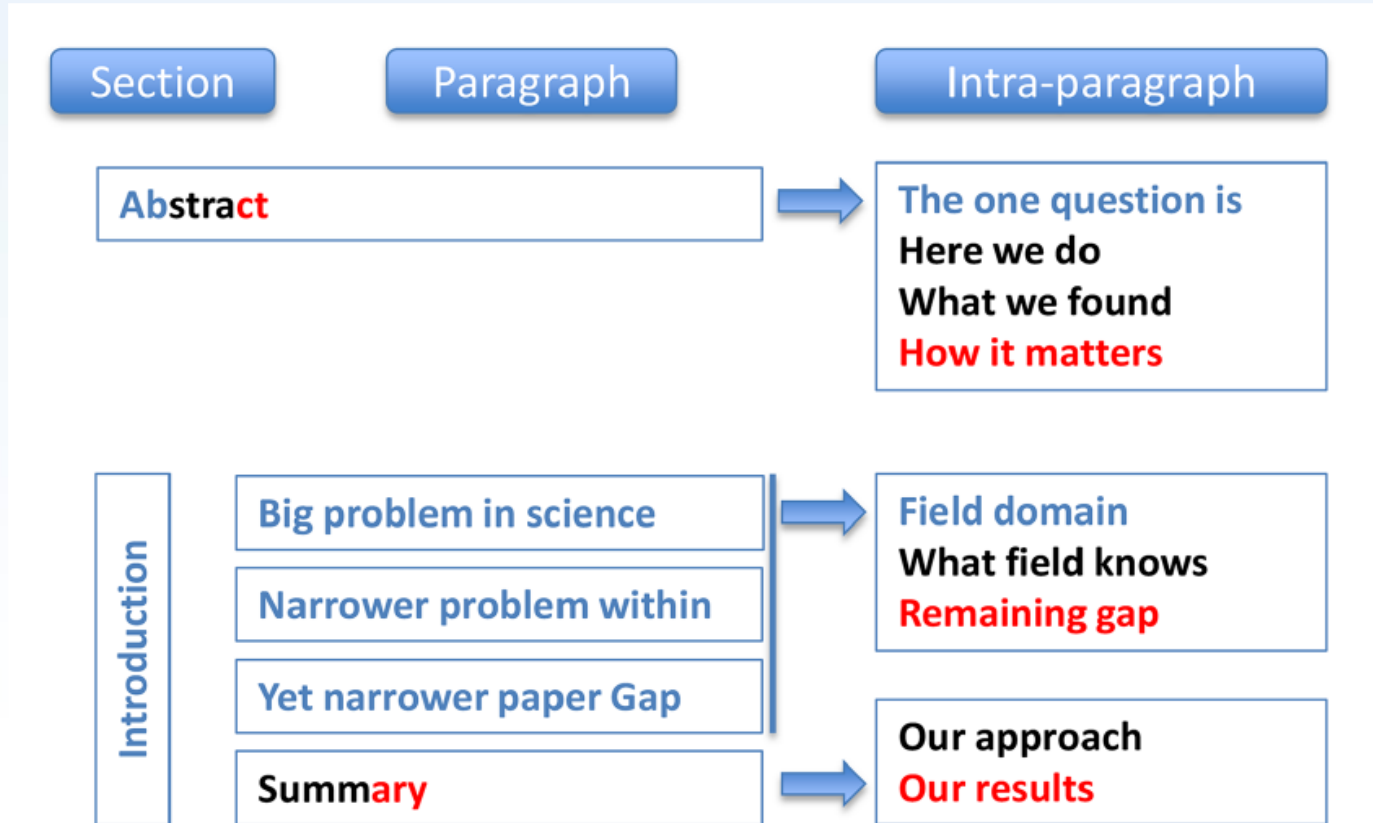 Section
Paragraph
Intra-paragraph
Abstract
The one question is
Here we do
What we found
How it matters
Introduction
Big problem in science
Narrower problem within
Yet narrower paper Gap
Summary
Field domain
What field knows
Remaining gap
Our approach
Our results